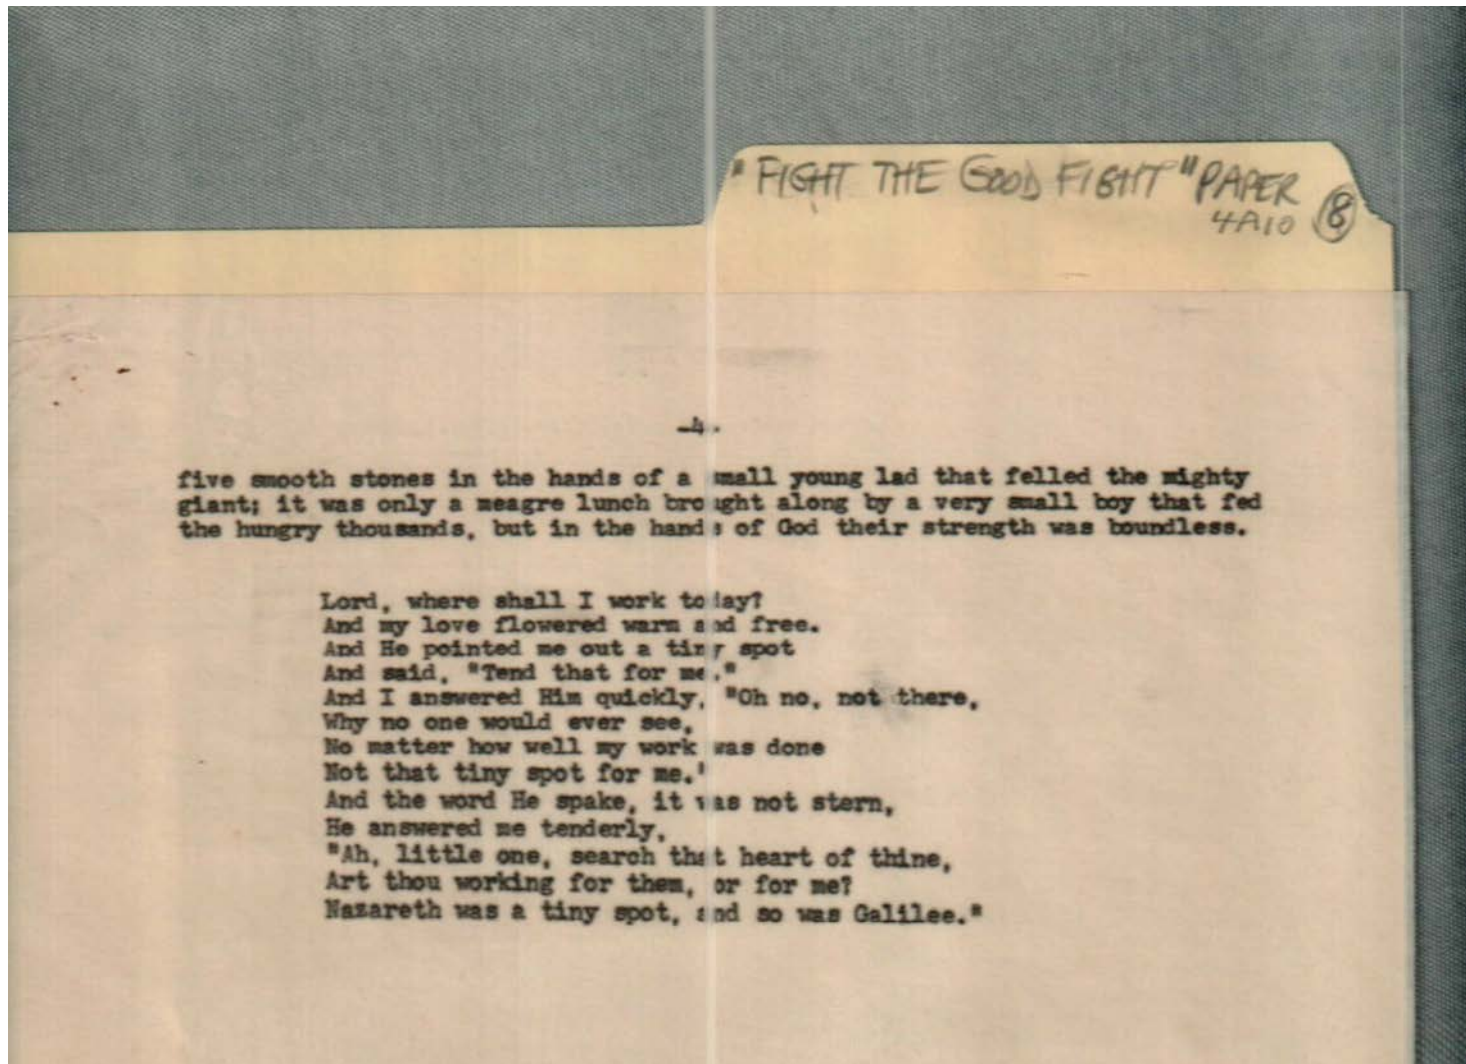 "FIGHT THE GOOD FIGHT" PAPER
4A10 8
-4-
five smooth stones in the hands of a small young lad that felled the mighty
giant; it was only a meagre lunch brought along by a very small boy that fed
the hungry thousands, but in the hands of God their strength was boundless.
Lord, where shall I work today?
And my love flowered warm and free.
And He pointed me out a tiny spot
And said, "Tend that for me."
And I answered Him quickly, "Oh no, not there,
Why no one would ever see,
No matter how well my work was done
Not that tiny spot for me.'
And the word He spake, it was not stern,
He answered me tenderly,
"Ah, little one, search that heart of thine,
Art thou working for them, or for me?
Nazareth was a tiny spot, and so was Galilee."